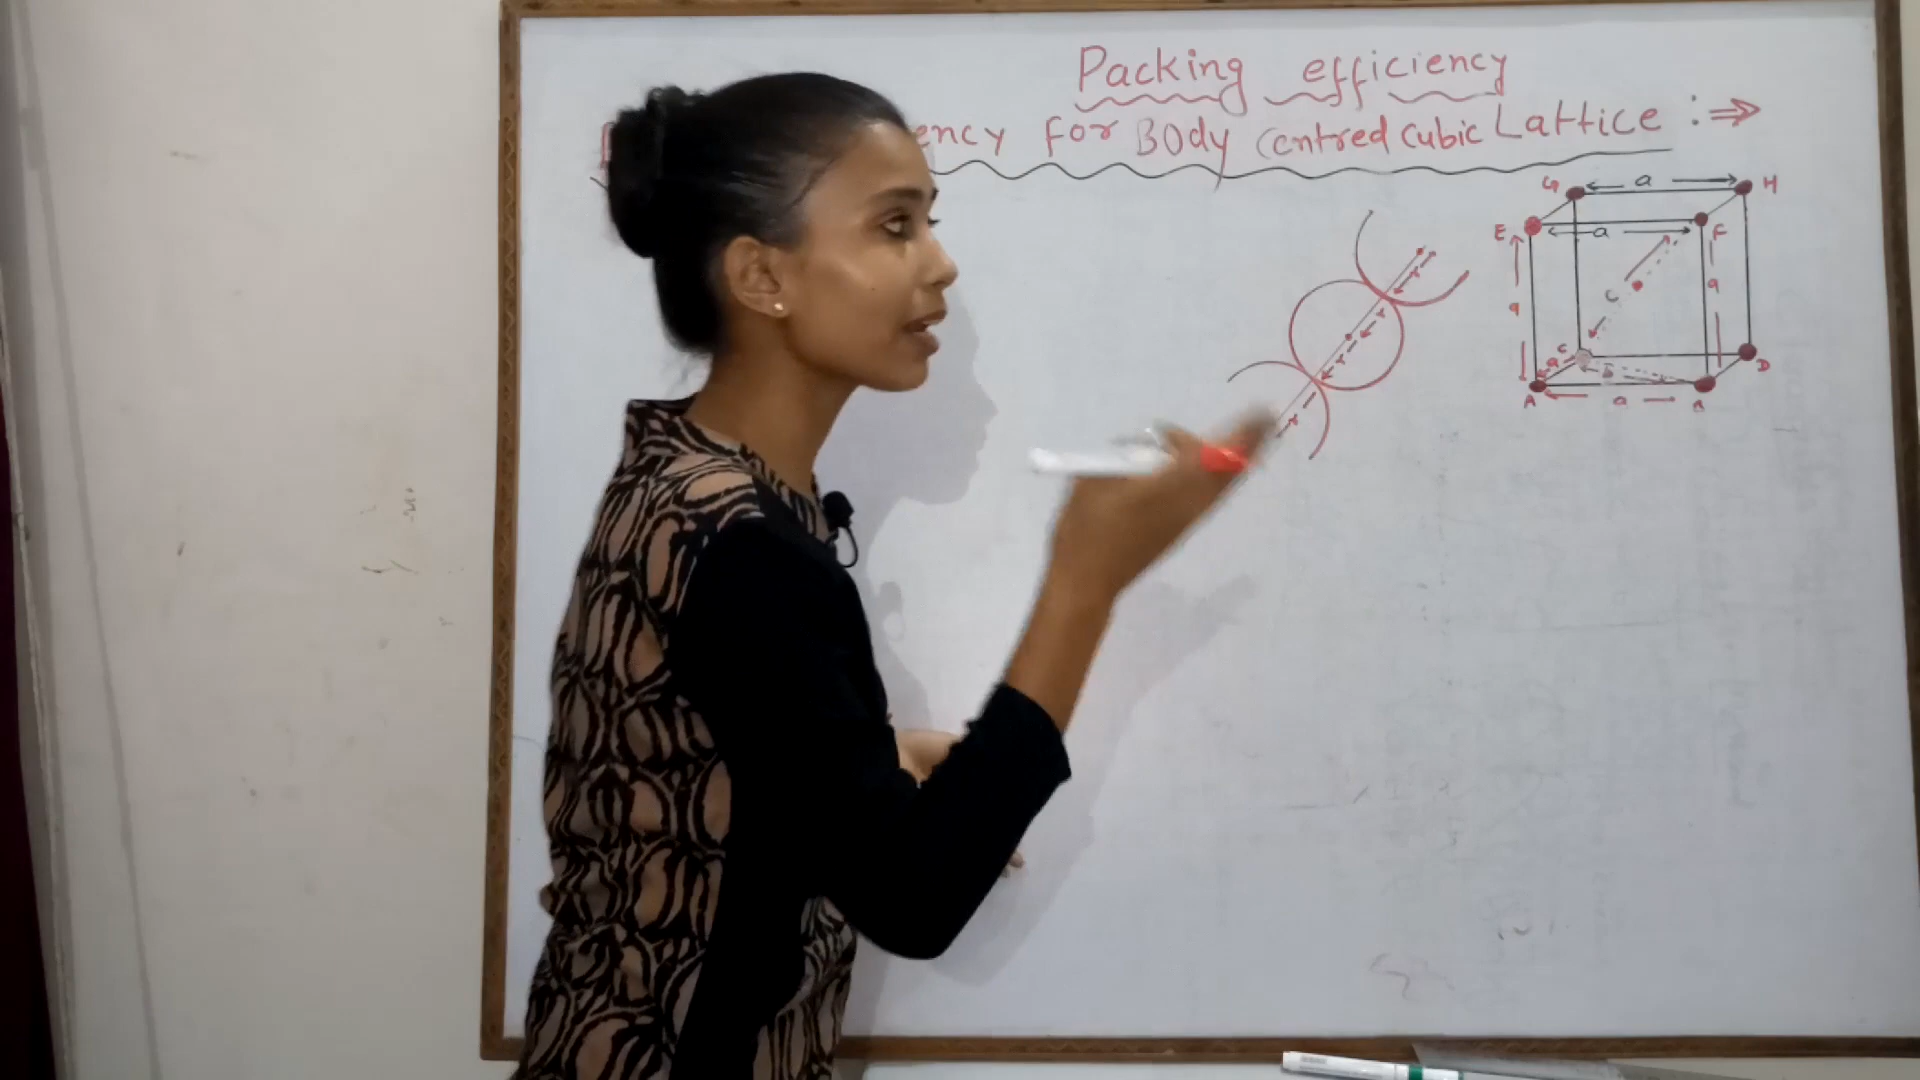 Packing efficiency
ency For BOdy Centred Cubic Lattice :⇒
G a H
E a F
r
r
r
r
a c a
c a b D
A a B